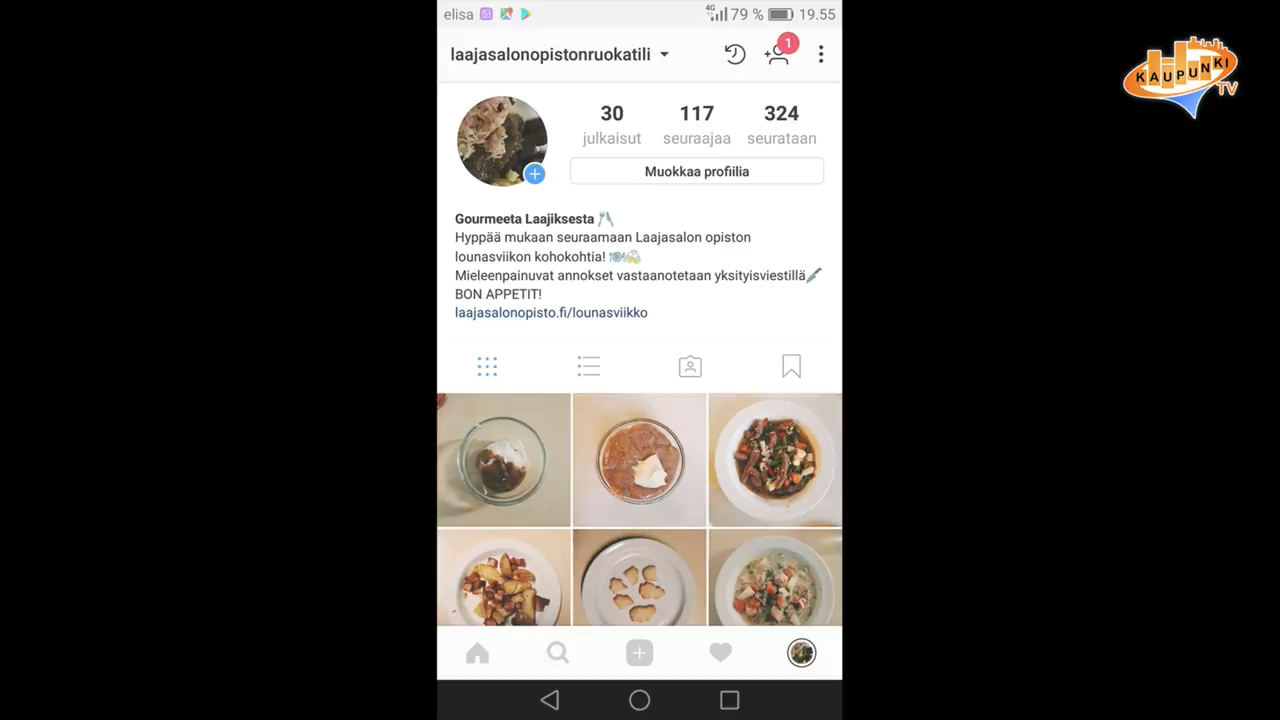 elisa
4G
79 %
19.55
laajasalonopistonruokatili
1
30
117
324
julkaisut
seuraajaa
seurataan
Muokkaa profiilia
Gourmeeta Laajiksesta
Hyppää mukaan seuraamaan Laajasalon opiston
lounasviikon kohokohtia!
Mieleenpainuvat annokset vastaanotetaan yksityisviestillä
BON APPETIT!
laajasalonopisto.fi/lounasviikko
KAUPUNKI
TV